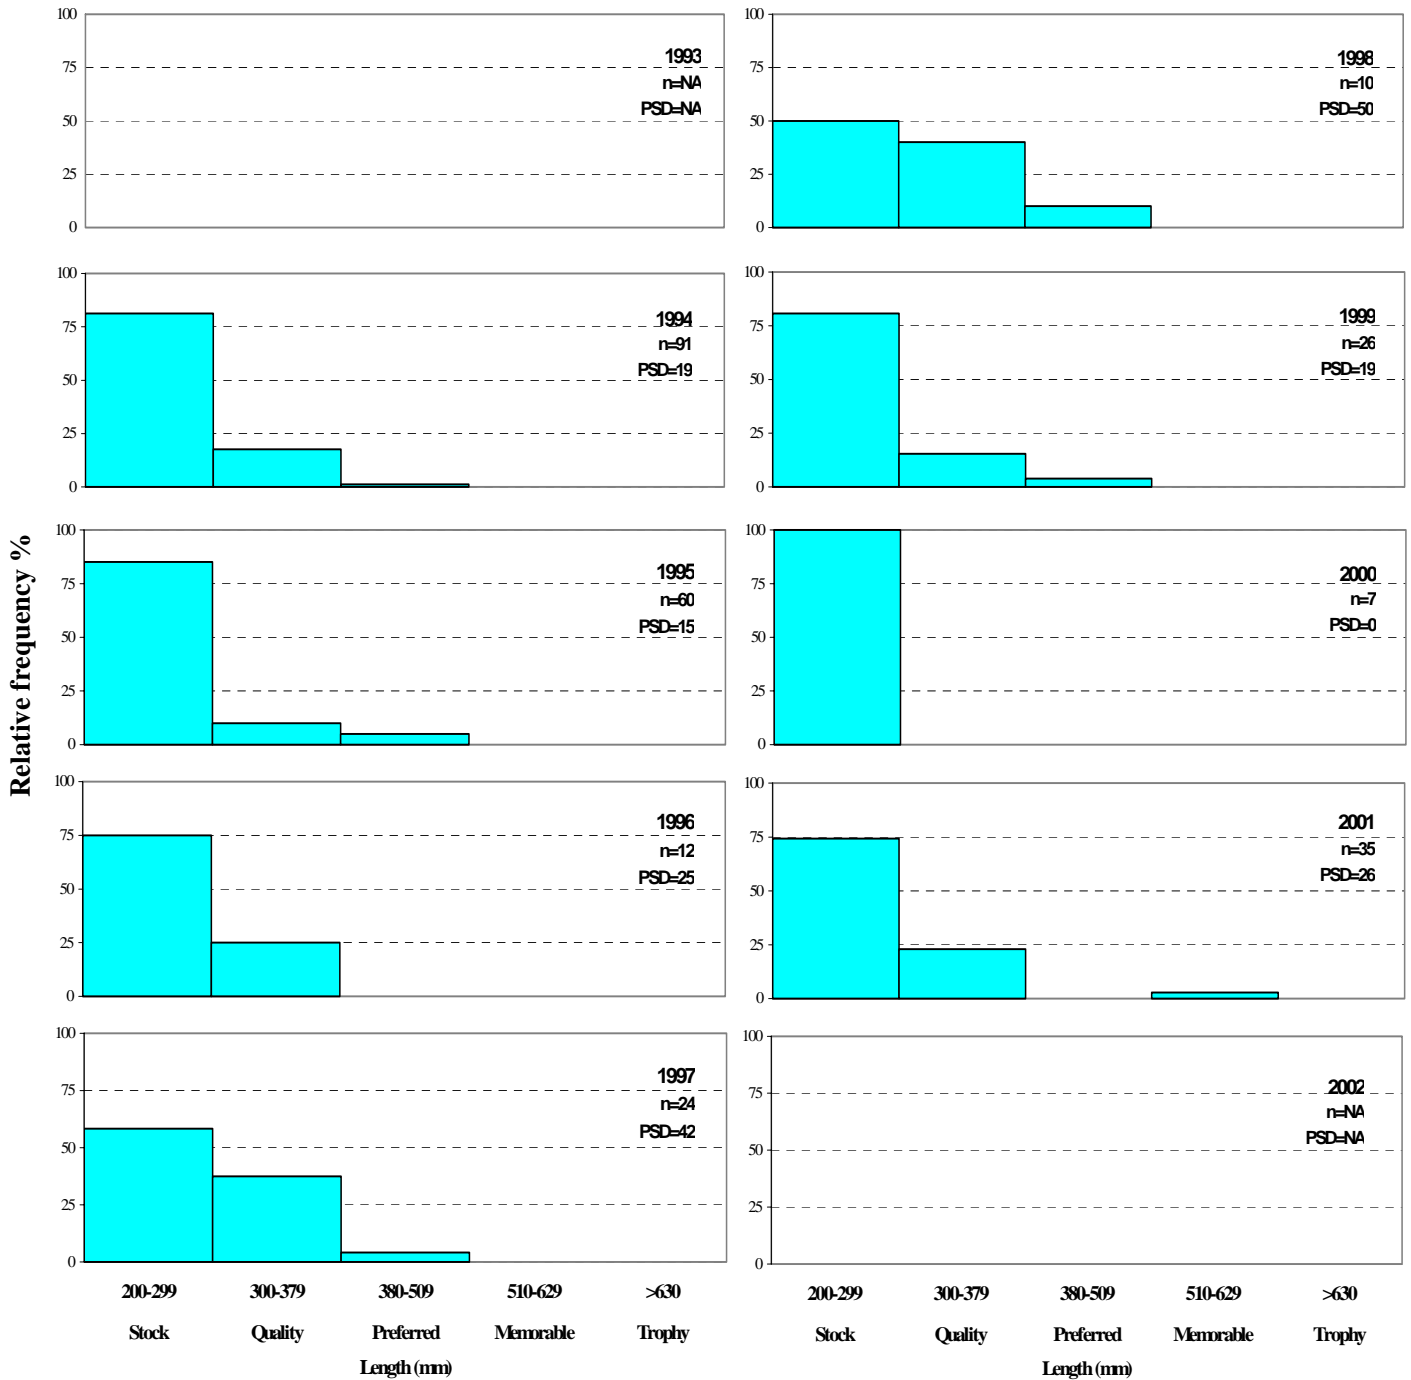 Relative frequency %
100
75
50
25
0
1993
n=NA
PSD=NA
100
75
50
25
0
1994
n=91
PSD=19
100
75
50
25
0
1995
n=60
PSD=15
100
75
50
25
0
1996
n=12
PSD=25
100
75
50
25
0
1997
n=24
PSD=42
200-299 300-379 380-509 510-629 >630
Stock Quality Preferred Memorable Trophy
Length (mm)
100
75
50
25
0
1998
n=10
PSD=50
100
75
50
25
0
1999
n=26
PSD=19
100
75
50
25
0
2000
n=7
PSD=0
100
75
50
25
0
2001
n=35
PSD=26
100
75
50
25
0
2002
n=NA
PSD=NA
200-299 300-379 380-509 510-629 >630
Stock Quality Preferred Memorable Trophy
Length (mm)